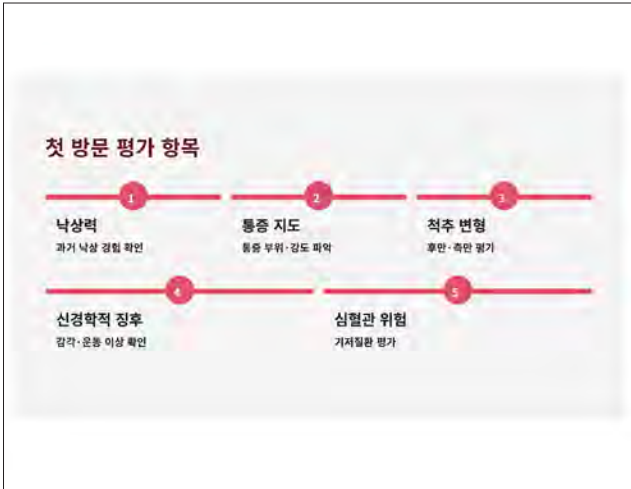 첫 방문 평가 항목
1
2
3
낙상력
통증 지도
척추 변형
과거 낙상 경험 확인
통증 부위·강도 파악
후만·측만 평가
4
5
신경학적 징후
심혈관 위험
감각·운동 이상 확인
기저질환 평가